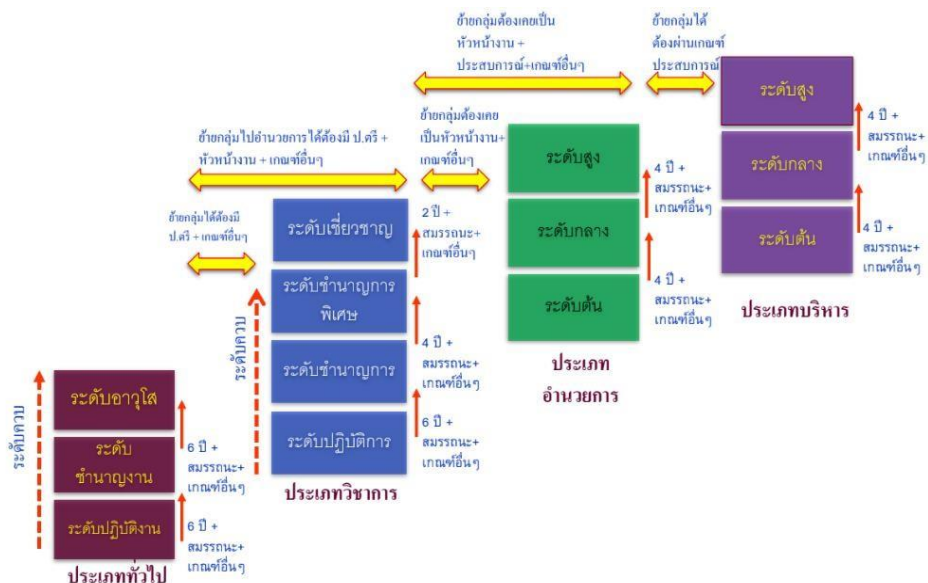 ย้ายกลุ่มต้องเคยเป็น
หัวหน้างาน +
ประสบการณ์+เกณฑ์อื่นๆ
ย้ายกลุ่มได้
ต้องผ่านเกณฑ์
ประสบการณ์
ระดับสูง
4 ปี +
สมรรถนะ+
เกณฑ์อื่นๆ
ระดับกลาง
4 ปี +
สมรรถนะ+
เกณฑ์อื่นๆ
ระดับต้น
ประเภทบริหาร
ย้ายกลุ่มต้องเคย
เป็นหัวหน้างาน+
เกณฑ์อื่นๆ
ระดับสูง
4 ปี +
สมรรถนะ+
เกณฑ์อื่นๆ
ระดับกลาง
4 ปี +
สมรรถนะ+
เกณฑ์อื่นๆ
ระดับต้น
ประเภท
อำนวยการ
ย้ายกลุ่มไปอำนวยการได้ต้องมี ป.ตรี +
หัวหน้างาน + เกณฑ์อื่นๆ
ย้ายกลุ่มได้ต้องมี
ป.ตรี + เกณฑ์อื่นๆ
ระดับเชี่ยวชาญ
2 ปี +
สมรรถนะ+
เกณฑ์อื่นๆ
ระดับชำนาญการ
พิเศษ
4 ปี +
สมรรถนะ+
เกณฑ์อื่นๆ
ระดับชำนาญการ
6 ปี +
สมรรถนะ+
เกณฑ์อื่นๆ
ระดับปฏิบัติการ
ระดับควบ
ประเภทวิชาการ
ระดับอาวุโส
6 ปี +
สมรรถนะ+
เกณฑ์อื่นๆ
ระดับ
ชำนาญงาน
6 ปี +
สมรรถนะ+
เกณฑ์อื่นๆ
ระดับปฏิบัติงาน
ระดับควบ
ประเภททั่วไป